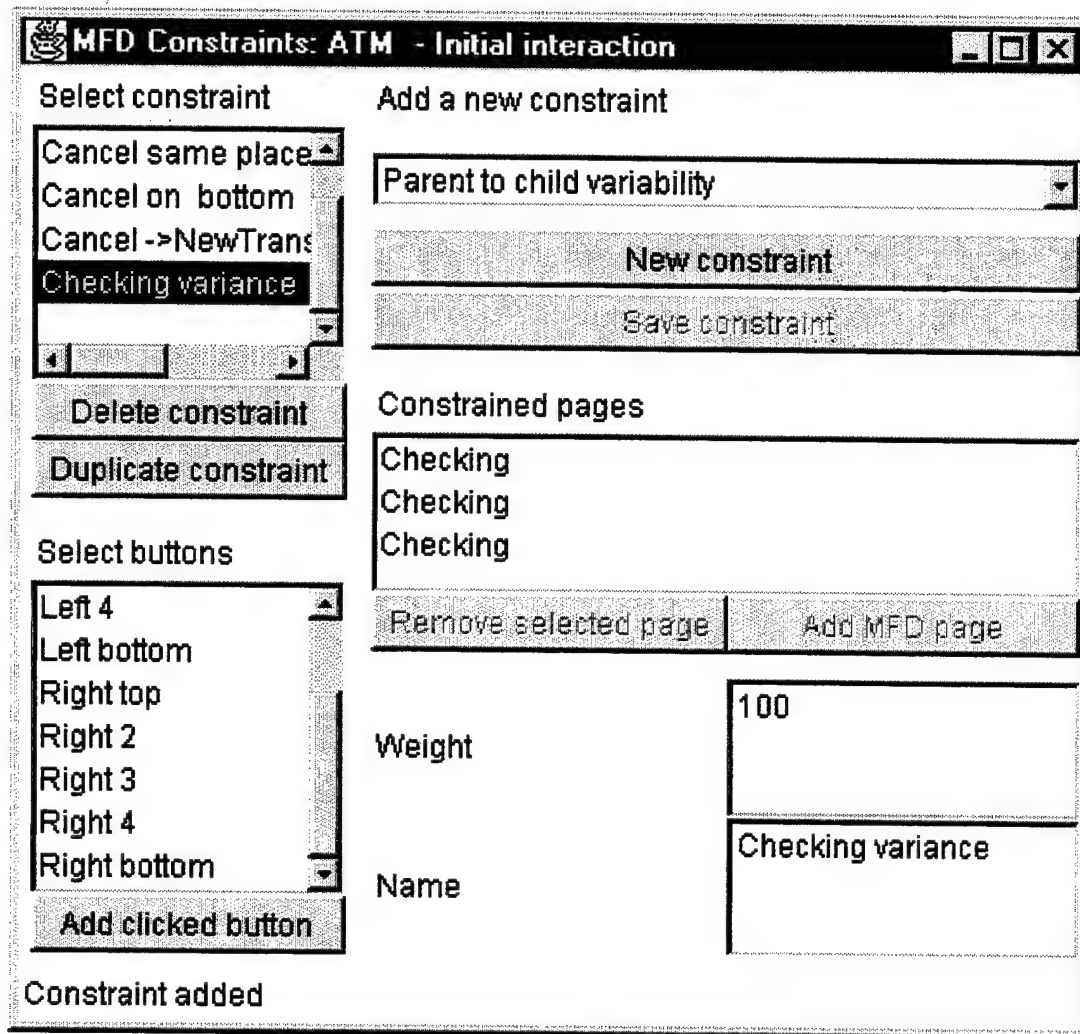 MFD Constraints: ATM - Initial interaction
Select constraint
Cancel same place
Cancel on bottom
Cancel ->NewTrans
Checking variance
Delete constraint
Duplicate constraint
Select buttons
Left 4
Left bottom
Right top
Right 2
Right 3
Right 4
Right bottom
Add clicked button
Add a new constraint
Parent to child variability
New constraint
Save constraint
Constrained pages
Checking
Checking
Checking
Remove selected page
Add MFD page
Weight
100
Name
Checking variance
Constraint added